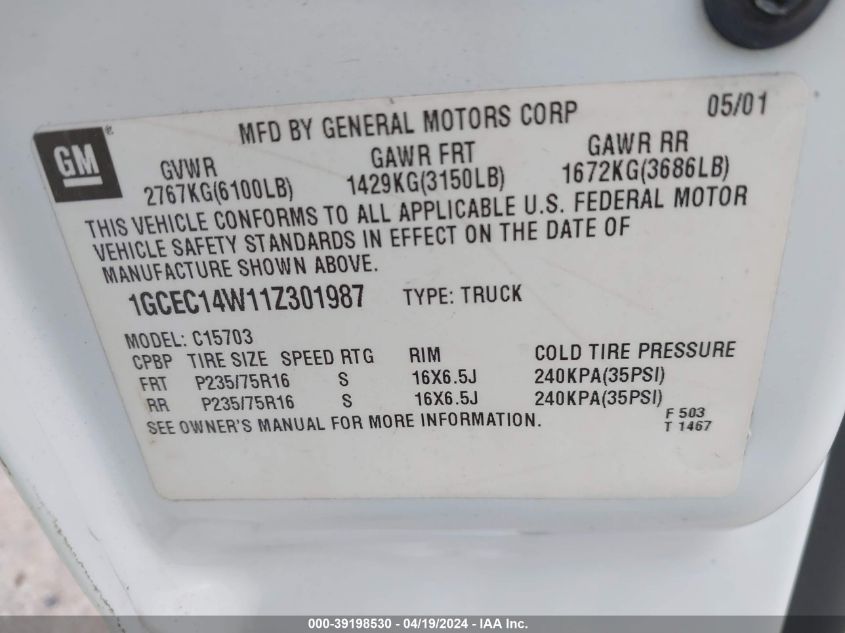 GM®
MFD BY GENERAL MOTORS CORP 05/01
GVWR GAWR FRT GAWR RR
2767KG(6100LB) 1429KG(3150LB) 1672KG(3686LB)
THIS VEHICLE CONFORMS TO ALL APPLICABLE U.S. FEDERAL MOTOR
VEHICLE SAFETY STANDARDS IN EFFECT ON THE DATE OF
MANUFACTURE SHOWN ABOVE.
1GCEC14W11Z301987 TYPE: TRUCK
MODEL: C15703
CPBP TIRE SIZE SPEED RTG RIM COLD TIRE PRESSURE
FRT P235/75R16 S 16X6.5J 240KPA(35PSI)
RR P235/75R16 S 16X6.5J 240KPA(35PSI)
SEE OWNER'S MANUAL FOR MORE INFORMATION.
F 503
T 1467
000-39198530 - 04/19/2024 - IAA Inc.